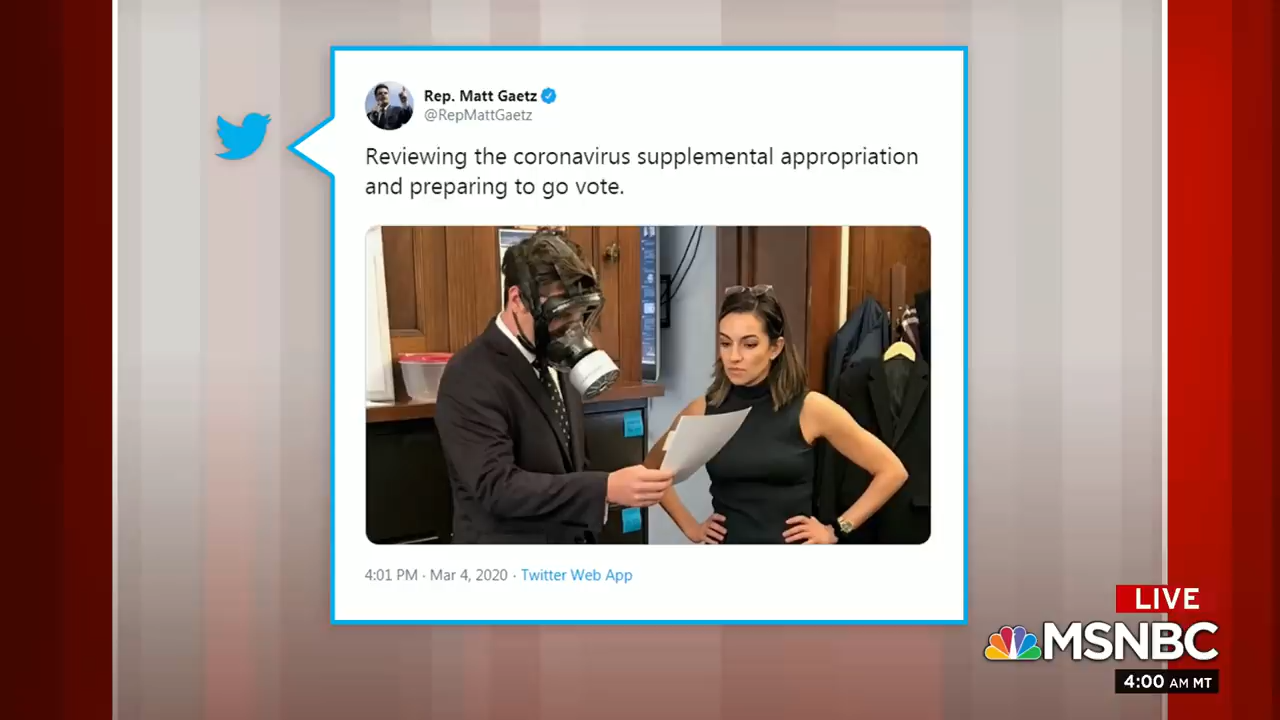 Rep. Matt Gaetz
@RepMattGaetz
Reviewing the coronavirus supplemental appropriation
and preparing to go vote.
4:01 PM · Mar 4, 2020 · Twitter Web App
LIVE
MSNBC
4:00 AM MT